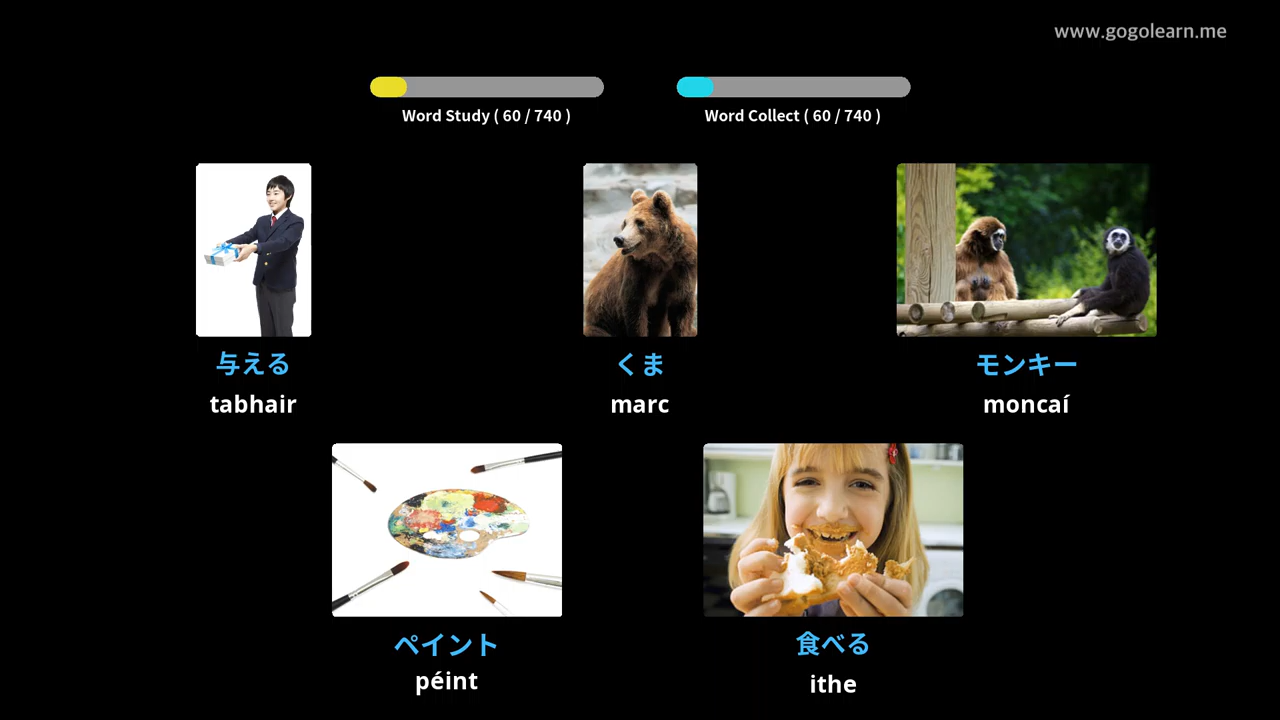 www.gogolearn.me
Word Study ( 60 / 740 )
Word Collect ( 60 / 740 )
与える
tabhair
くま
marc
モンキー
moncaí
ペイント
péint
食べる
ithe